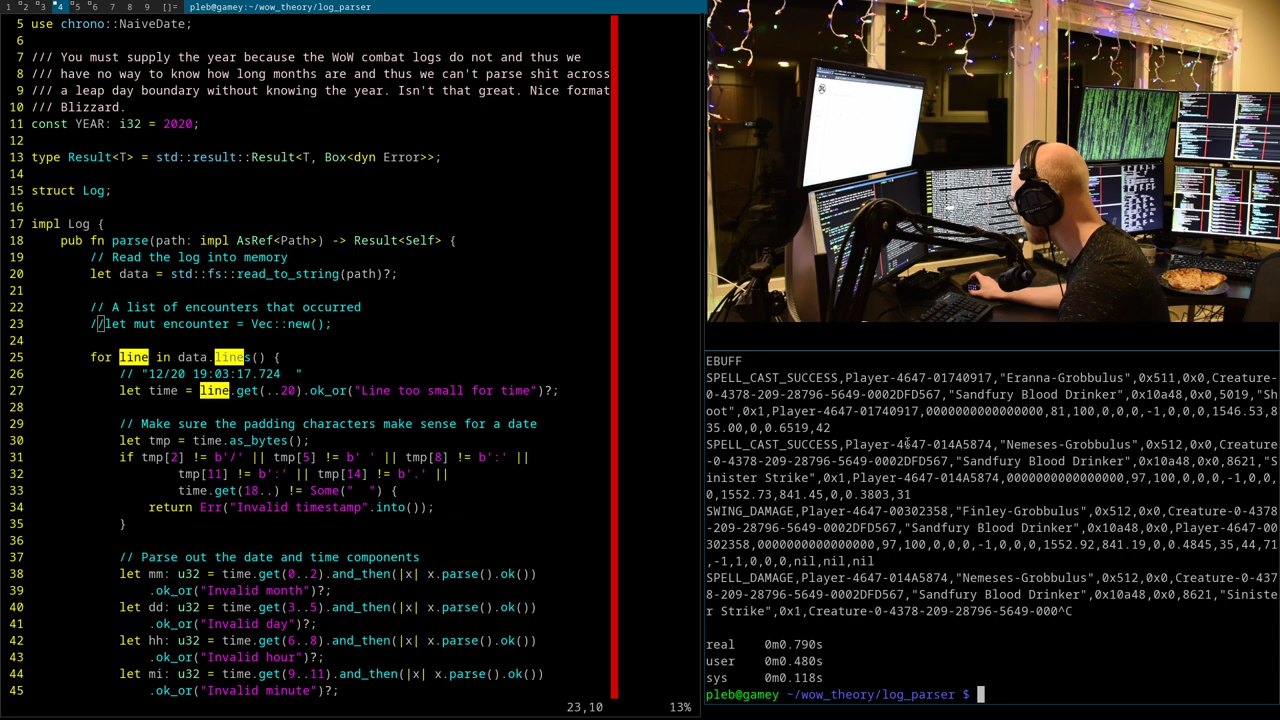 1 2 3 4 5 6 7 8 9 []= pleb@gamey:~/wow_theory/log_parser
5 use chrono::NaiveDate;
6
7 /// You must supply the year because the WoW combat logs do not and thus we
8 /// have no way to know how long months are and thus we can't parse shit across
9 /// a leap day boundary without knowing the year. Isn't that great. Nice format
10 /// Blizzard.
11 const YEAR: i32 = 2020;
12
13 type Result<T> = std::result::Result<T, Box<dyn Error>>;
14
15 struct Log;
16
17 impl Log {
18 pub fn parse(path: impl AsRef<Path>) -> Result<Self> {
19 // Read the log into memory
20 let data = std::fs::read_to_string(path)?;
21
22 // A list of encounters that occurred
23 //let mut encounter = Vec::new();
24
25 for line in data.lines() {
26 // "12/20 19:03:17.724  "
27 let time = line.get(..20).ok_or("Line too small for time")?;
28
29 // Make sure the padding characters make sense for a date
30 let tmp = time.as_bytes();
31 if tmp[2] != b'/' || tmp[5] != b' ' || tmp[8] != b':' ||
32 tmp[11] != b':' || tmp[14] != b'.' ||
33 time.get(18..) != Some("  ") {
34 return Err("Invalid timestamp".into());
35 }
36
37 // Parse out the date and time components
38 let mm: u32 = time.get(0..2).and_then(|x| x.parse().ok())
39 .ok_or("Invalid month")?;
40 let dd: u32 = time.get(3..5).and_then(|x| x.parse().ok())
41 .ok_or("Invalid day")?;
42 let hh: u32 = time.get(6..8).and_then(|x| x.parse().ok())
43 .ok_or("Invalid hour")?;
44 let mi: u32 = time.get(9..11).and_then(|x| x.parse().ok())
45 .ok_or("Invalid minute")?;
23,10 13%
EBUFF
SPELL_CAST_SUCCESS,Player-4647-01740917,"Eranna-Grobbulus",0x511,0x0,Creature-
0-4378-209-28796-5649-0002DFD567,"Sandfury Blood Drinker",0x10a48,0x0,5019,"Sh
oot",0x1,Player-4647-01740917,0000000000000000,81,100,0,0,0,-1,0,0,0,1546.53,8
35.00,0,0.6519,42
SPELL_CAST_SUCCESS,Player-4647-014A5874,"Nemeses-Grobbulus",0x512,0x0,Creature
-0-4378-209-28796-5649-0002DFD567,"Sandfury Blood Drinker",0x10a48,0x0,8621,"S
inister Strike",0x1,Player-4647-014A5874,0000000000000000,97,100,0,0,0,-1,0,0,
0,1552.73,841.45,0,0.3803,31
SWING_DAMAGE,Player-4647-00302358,"Finley-Grobbulus",0x512,0x0,Creature-0-4378
-209-28796-5649-0002DFD567,"Sandfury Blood Drinker",0x10a48,0x0,Player-4647-00
302358,0000000000000000,97,100,0,0,0,-1,0,0,0,1552.92,841.19,0,0.4845,35,44,71
,-1,1,0,0,0,nil,nil,nil
SPELL_DAMAGE,Player-4647-014A5874,"Nemeses-Grobbulus",0x512,0x0,Creature-0-437
8-209-28796-5649-0002DFD567,"Sandfury Blood Drinker",0x10a48,0x0,8621,"Siniste
r Strike",0x1,Creature-0-4378-209-28796-5649-000^C
real 0m0.790s
user 0m0.480s
sys 0m0.118s
pleb@gamey ~/wow_theory/log_parser $